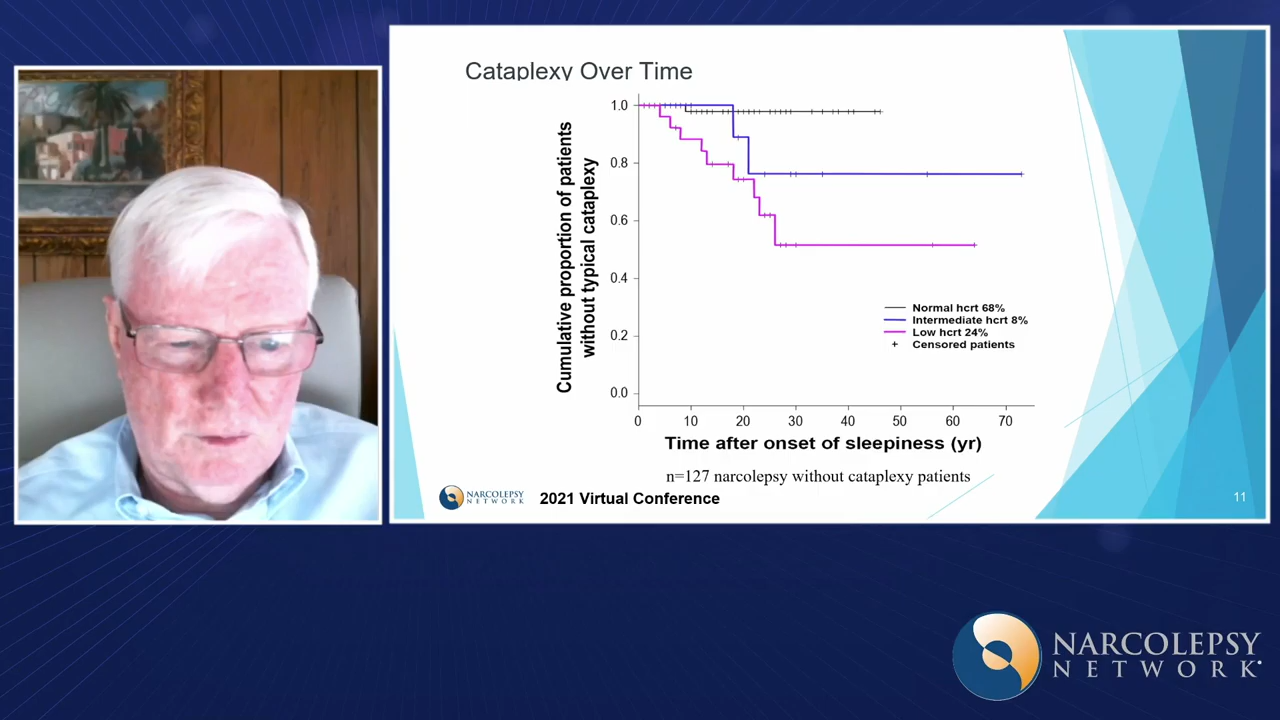 Cataplexy Over Time
Cumulative proportion of patients
without typical cataplexy
1.0
0.8
0.6
0.4
0.2
0.0
0 10 20 30 40 50 60 70
Time after onset of sleepiness (yr)
Normal hcrt 68%
Intermediate hcrt 8%
Low hcrt 24%
+ Censored patients
n=127 narcolepsy without cataplexy patients
NARCOLEPSY
NETWORK
2021 Virtual Conference
11
NARCOLEPSY
NETWORK